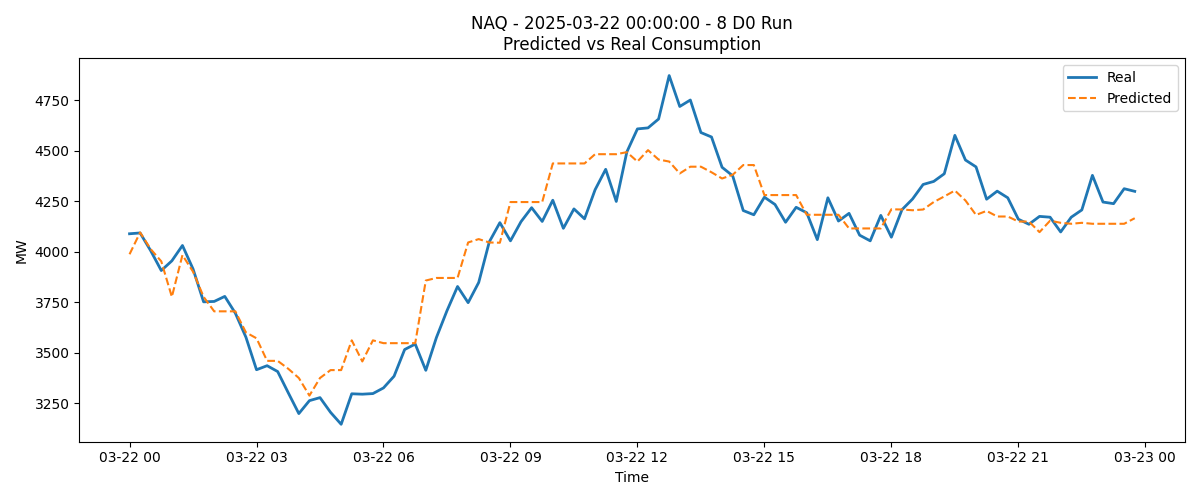 NAQ - 2025-03-22 00:00:00 - 8 D0 Run
Predicted vs Real Consumption
Real
Predicted
MW
4750
4500
4250
4000
3750
3500
3250
03-22 00
03-22 03
03-22 06
03-22 09
03-22 12
03-22 15
03-22 18
03-22 21
03-23 00
Time